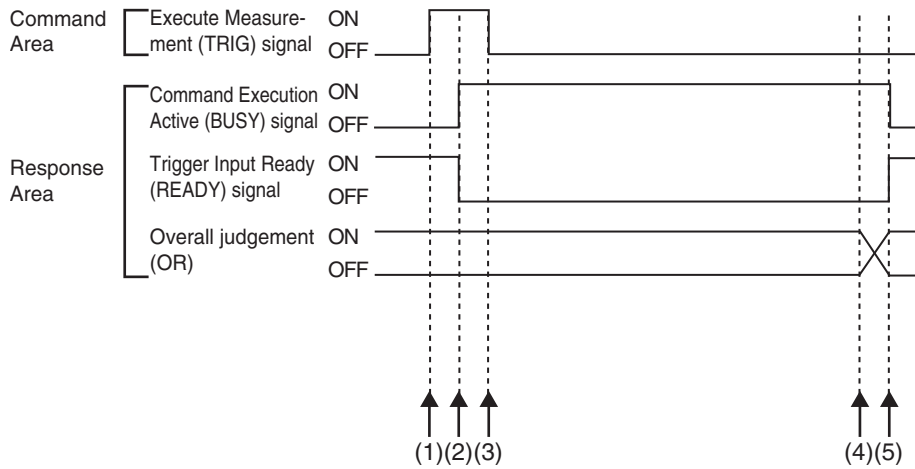 Command
Area
Execute Measure-
ment (TRIG) signal
ON
OFF
Response
Area
Command Execution
Active (BUSY) signal
ON
OFF
Trigger Input Ready
(READY) signal
ON
OFF
Overall judgement
(OR)
ON
OFF
(1)(2)(3)
(4)(5)